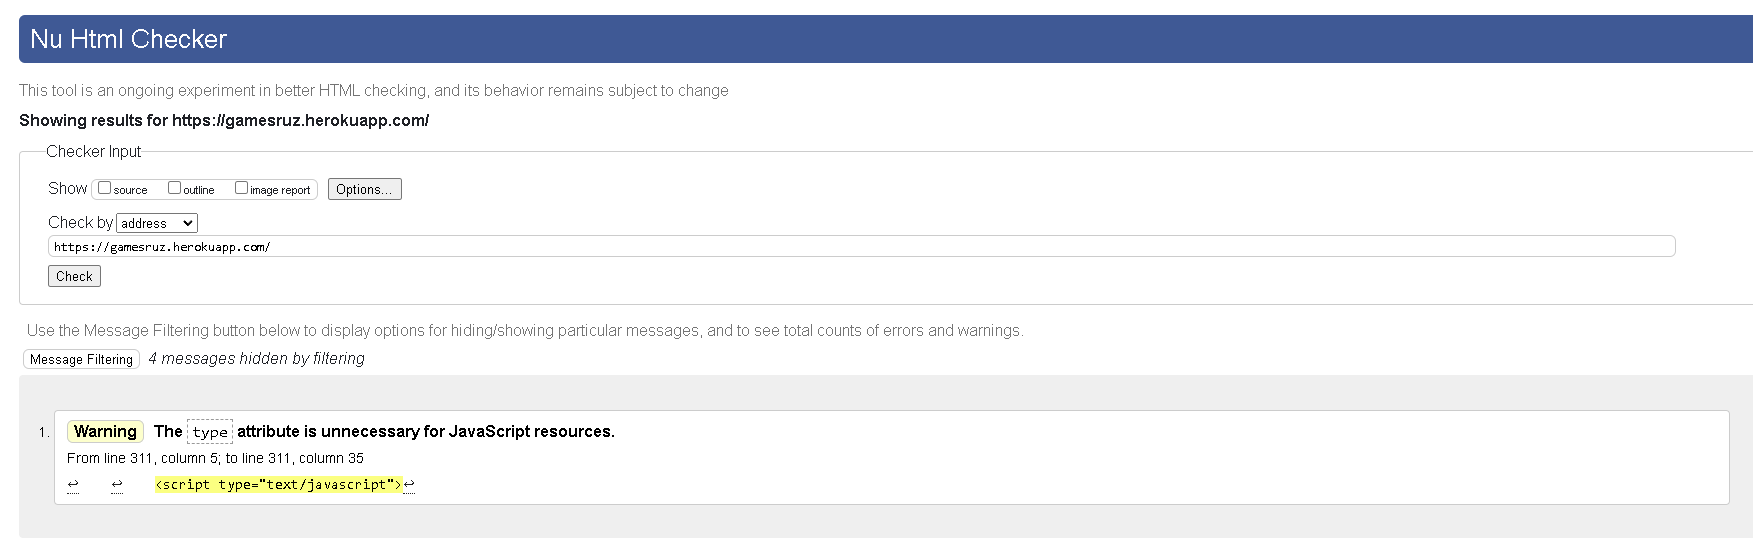 Nu Html Checker
This tool is an ongoing experiment in better HTML checking, and its behavior remains subject to change
Showing results for https://gamesruz.herokuapp.com/
Checker Input
Show source outline image report Options...
Check by address
https://gamesruz.herokuapp.com/
Check
Use the Message Filtering button below to display options for hiding/showing particular messages, and to see total counts of errors and warnings.
Message Filtering 4 messages hidden by filtering
1. Warning The type attribute is unnecessary for JavaScript resources.
From line 311, column 5; to line 311, column 35
↩ ↩ <script type="text/javascript">↩